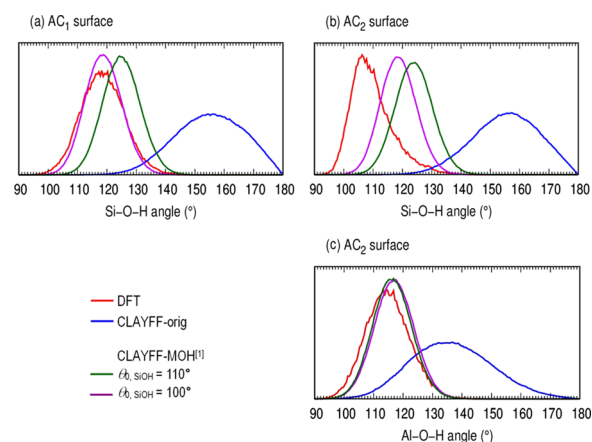 (a) AC₁ surface
(b) AC₂ surface
90 100 110 120 130 140 150 160 170 180
Si–O–H angle (°)
90 100 110 120 130 140 150 160 170 180
Si–O–H angle (°)
(c) AC₂ surface
DFT
CLAYFF-orig
CLAYFF-MOH[1]
θ0, SiOH = 110°
θ0, SiOH = 100°
90 100 110 120 130 140 150 160 170 180
Al–O–H angle (°)